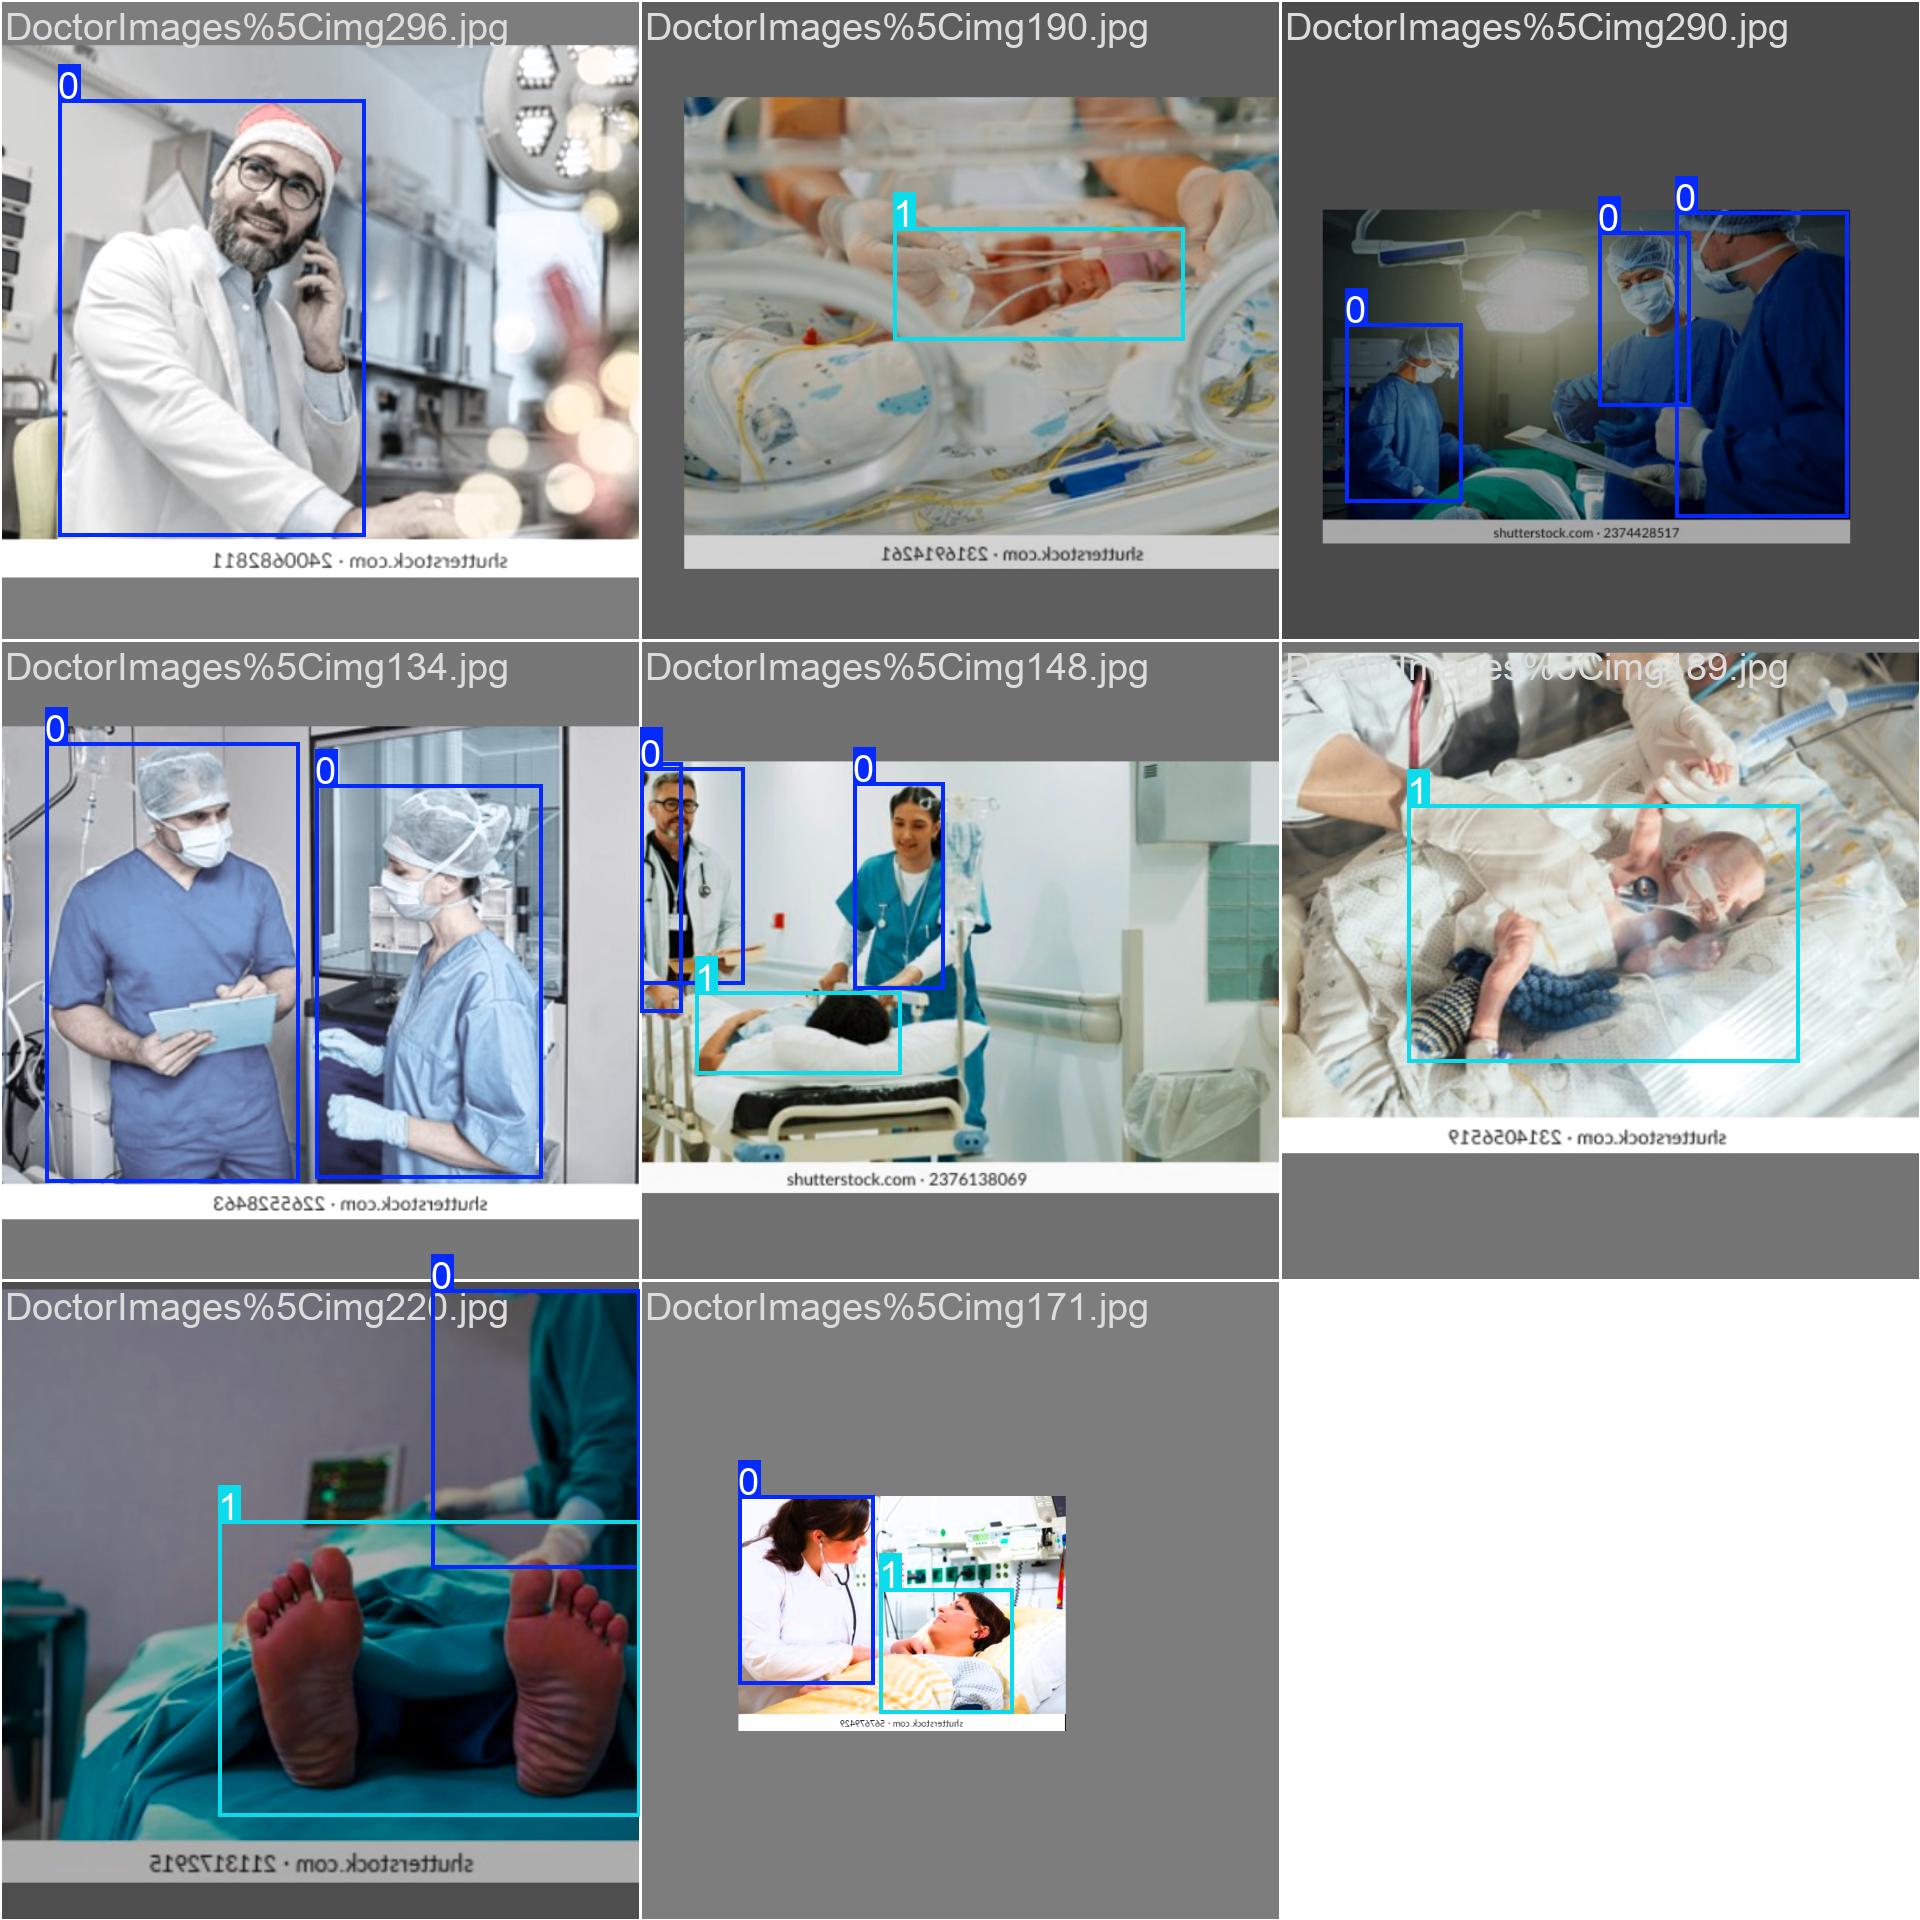 DoctorImages%5Cimg296.jpg
DoctorImages%5Cimg190.jpg
DoctorImages%5Cimg290.jpg
0
1
0
0
0
shutterstock.com · 2400682811
shutterstock.com · 2316914261
shutterstock.com · 2374428517
DoctorImages%5Cimg134.jpg
DoctorImages%5Cimg148.jpg
DoctorImages%5Cimg189.jpg
0
0
0
0
1
1
shutterstock.com · 2265528463
shutterstock.com · 2376138069
shutterstock.com · 2314056519
DoctorImages%5Cimg220.jpg
DoctorImages%5Cimg171.jpg
0
1
0
1
shutterstock.com · 2113172915
shutterstock.com · 567679429